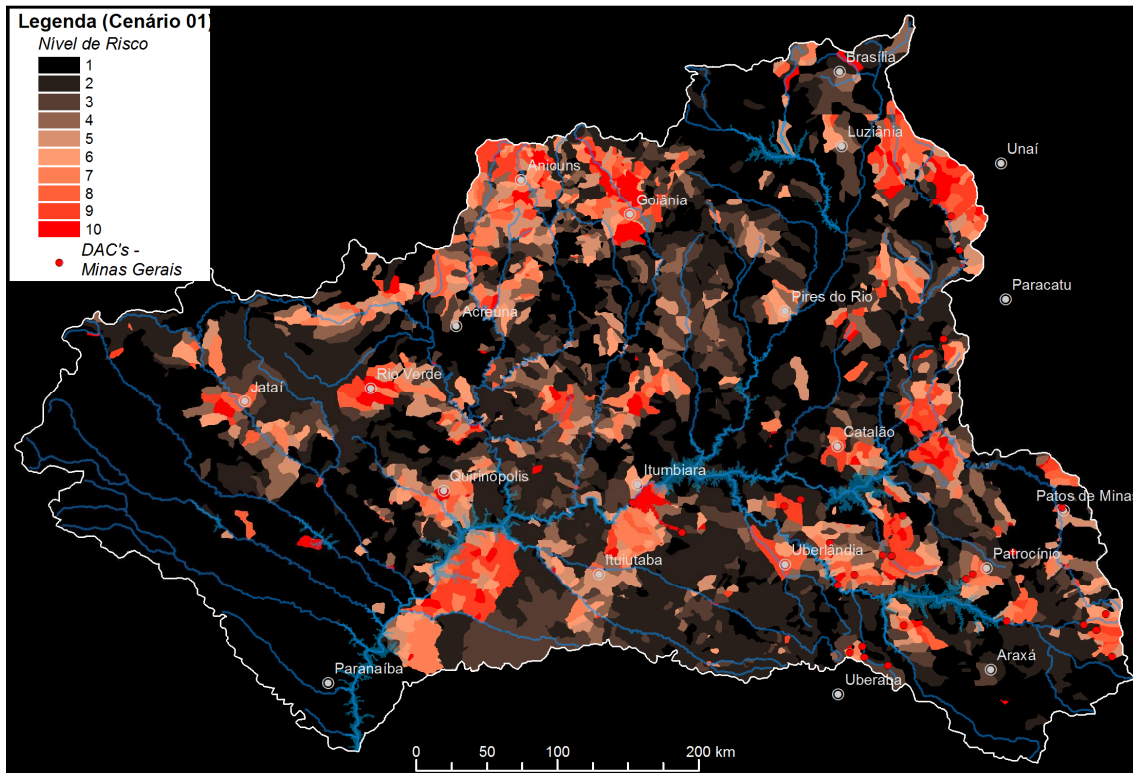 Legenda (Cenário 01)
Nível de Risco
1
2
3
4
5
6
7
8
9
10
DAC's -
Minas Gerais
Brasília
Luziânia
Unaí
Anicuns
Goiânia
Paracatu
Pires do Rio
Acreúna
Rio Verde
Jataí
Catalão
Itumbiara
Quirinópolis
Patos de Minas
Uberlândia
Patrocínio
Ituiutaba
Araxá
Paranaíba
Uberaba
0 50 100 200 km